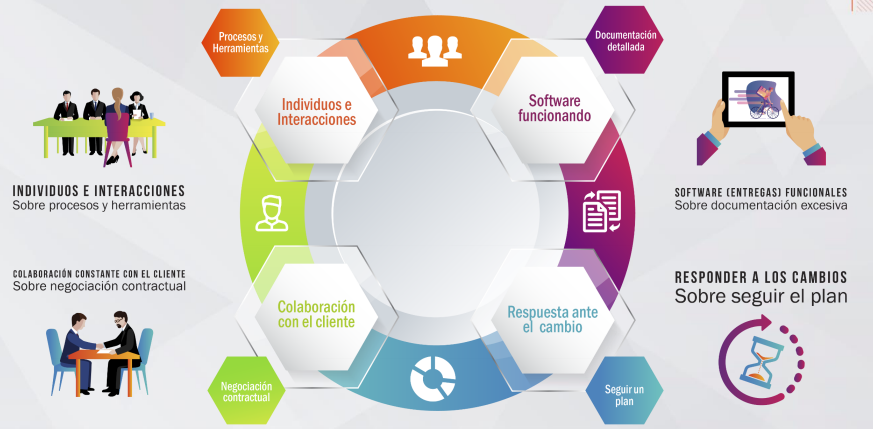 Procesos y
Herramientas
Documentación
detallada
Individuos e
Interacciones
Software
funcionando
INDIVIDUOS E INTERACCIONES
Sobre procesos y herramientas
SOFTWARE (ENTREGAS) FUNCIONALES
Sobre documentación excesiva
COLABORACIÓN CONSTANTE CON EL CLIENTE
Sobre negociación contractual
RESPONDER A LOS CAMBIOS
Sobre seguir el plan
Colaboración
con el cliente
Respuesta ante
el cambio
Negociación
contractual
Seguir un
plan